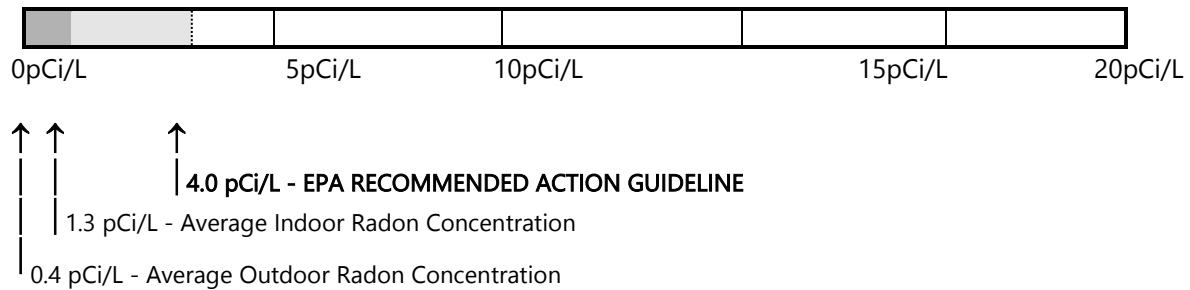 0pCi/L 5pCi/L 10pCi/L 15pCi/L 20pCi/L
4.0 pCi/L - EPA RECOMMENDED ACTION GUIDELINE
1.3 pCi/L - Average Indoor Radon Concentration
0.4 pCi/L - Average Outdoor Radon Concentration